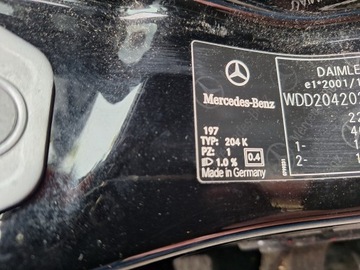 DAIMLE
e1*2001/1
Mercedes-Benz
WDD20420
22
197
TYP: 204 K
PZ: 1
1.0 % 0.4
Made in Germany
1-
2-